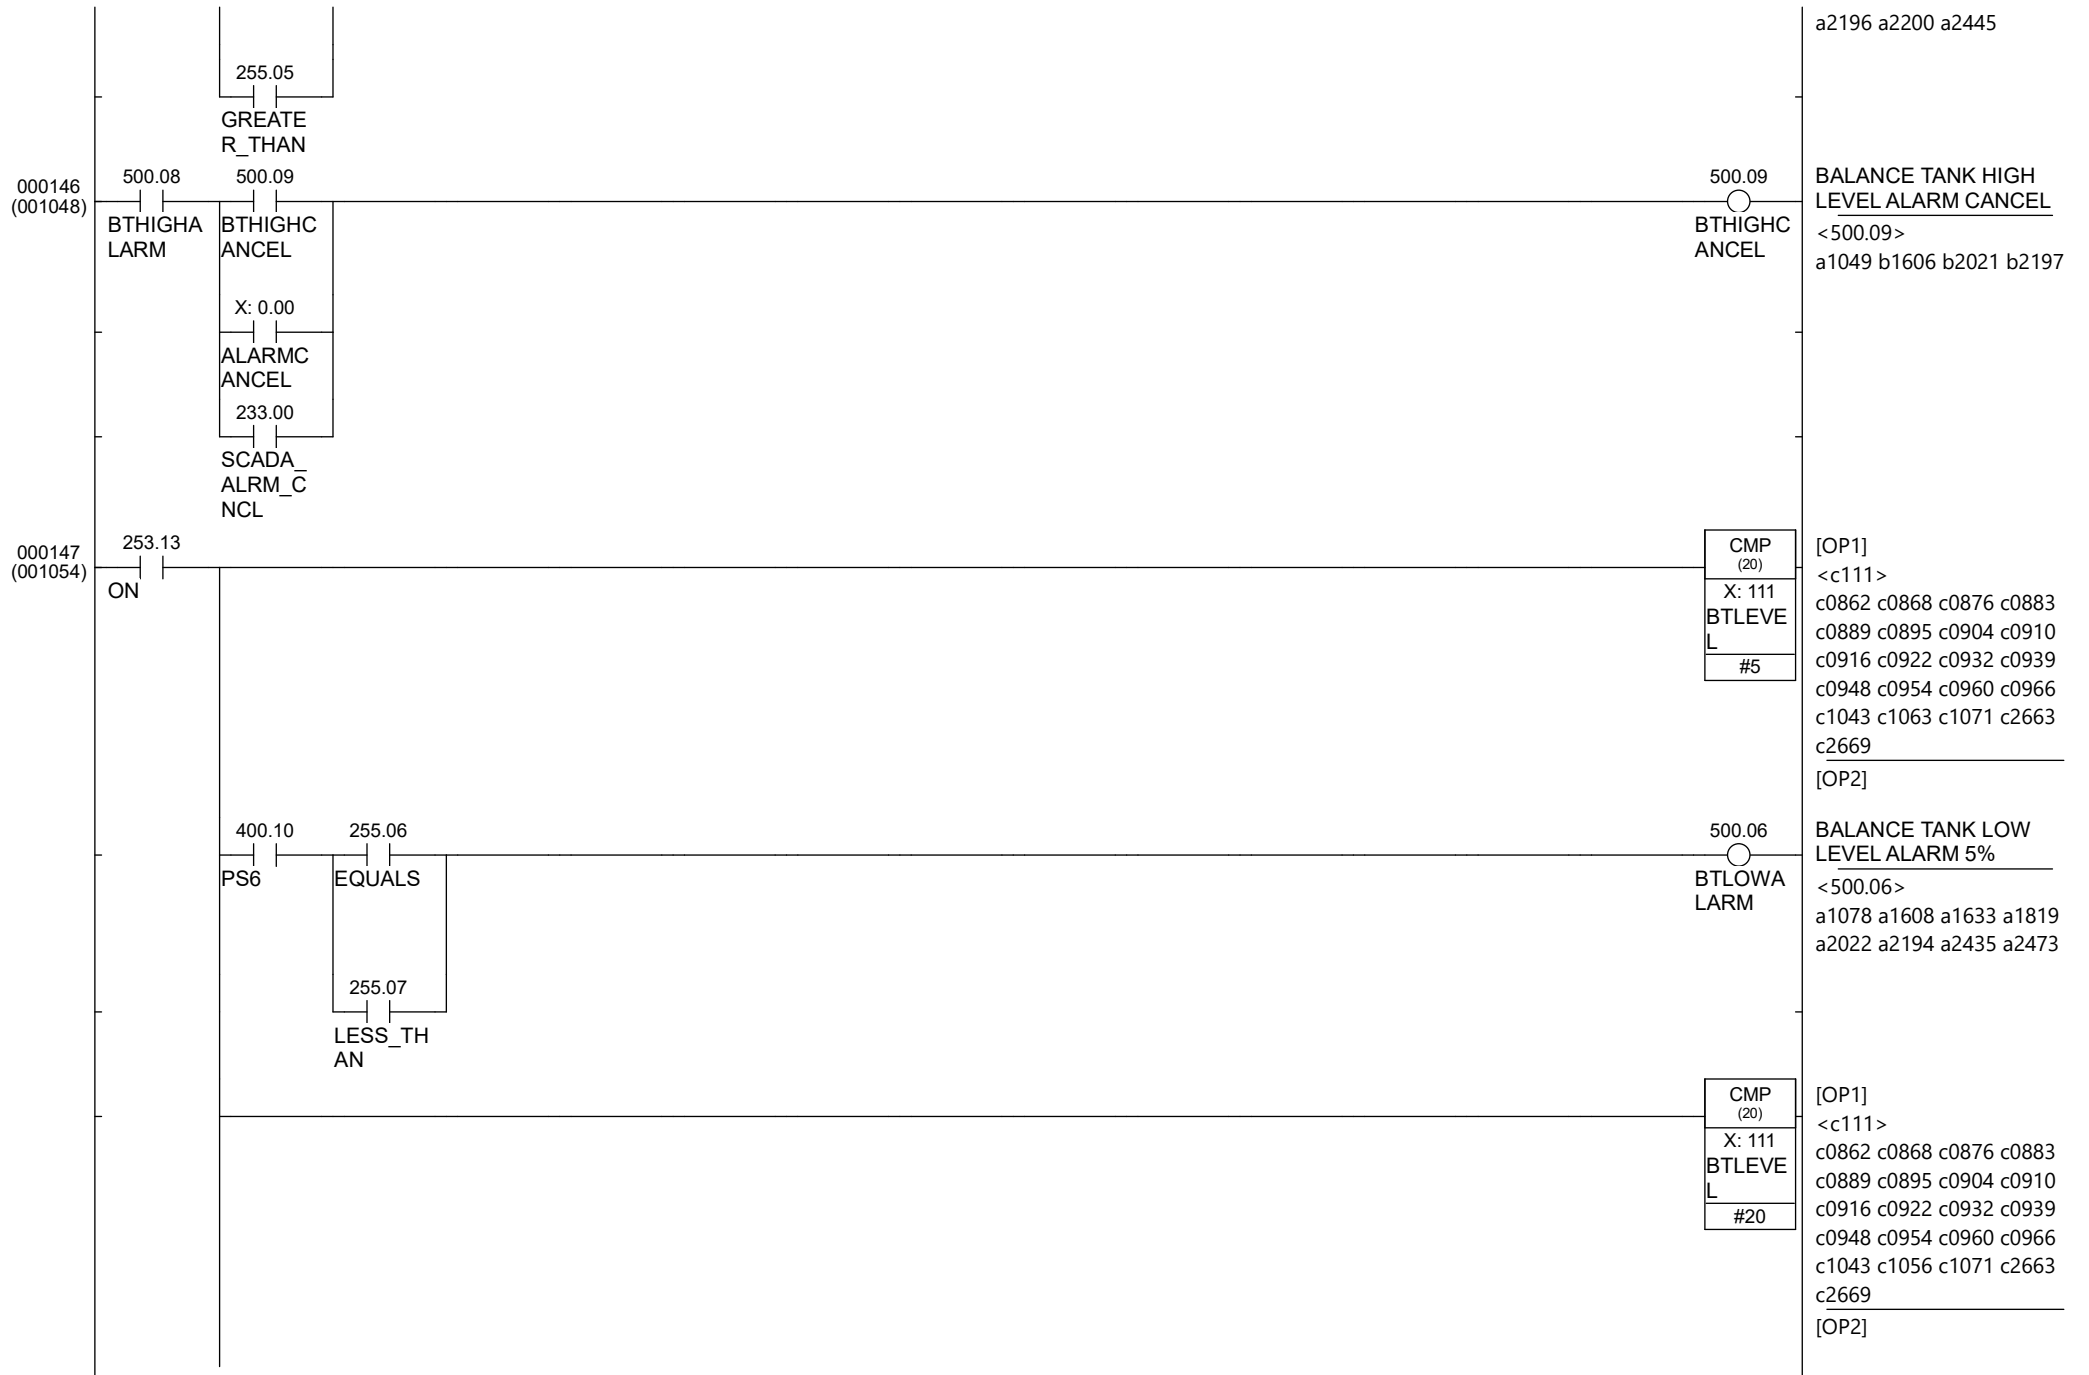 a2196 a2200 a2445
255.05
GREATE
R_THAN
000146
(001048)
500.08
BTHIGHA
LARM
500.09
BTHIGHC
ANCEL
500.09
BTHIGHC
ANCEL
BALANCE TANK HIGH
LEVEL ALARM CANCEL
<500.09>
a1049 b1606 b2021 b2197
X: 0.00
ALARMC
ANCEL
233.00
SCADA_
ALRM_C
NCL
000147
(001054)
253.13
ON
CMP
(20)
X: 111
BTLEVE
L
#5
[OP1]
<c111>
c0862 c0868 c0876 c0883
c0889 c0895 c0904 c0910
c0916 c0922 c0932 c0939
c0948 c0954 c0960 c0966
c1043 c1063 c1071 c2663
c2669
[OP2]
400.10
PS6
255.06
EQUALS
500.06
BTLOWA
LARM
BALANCE TANK LOW
LEVEL ALARM 5%
<500.06>
a1078 a1608 a1633 a1819
a2022 a2194 a2435 a2473
255.07
LESS_TH
AN
CMP
(20)
X: 111
BTLEVE
L
#20
[OP1]
<c111>
c0862 c0868 c0876 c0883
c0889 c0895 c0904 c0910
c0916 c0922 c0932 c0939
c0948 c0954 c0960 c0966
c1043 c1056 c1071 c2663
c2669
[OP2]